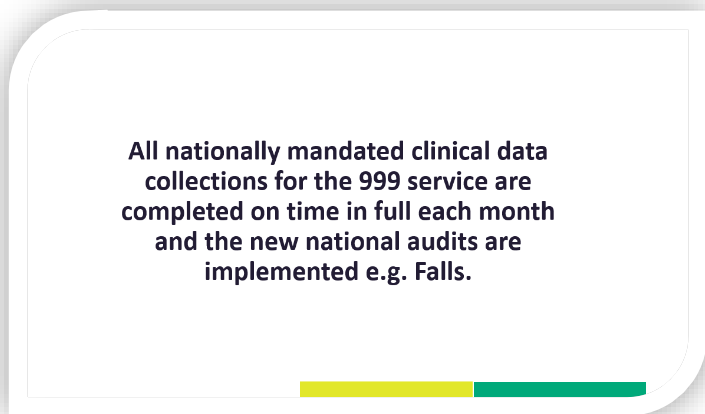 All nationally mandated clinical data
collections for the 999 service are
completed on time in full each month
and the new national audits are
implemented e.g. Falls.